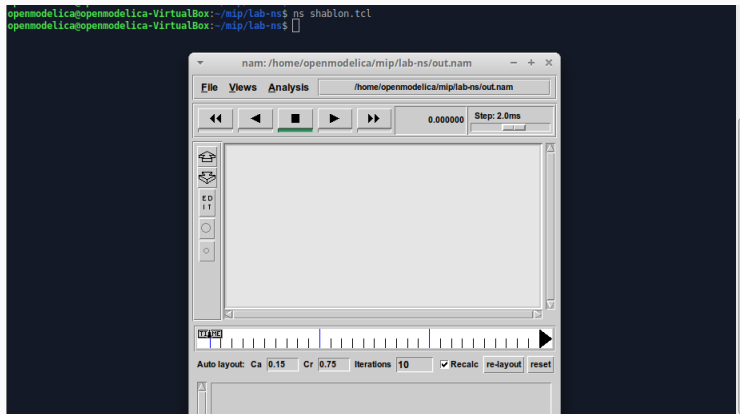 openmodelica@openmodelica-VirtualBox:~/mip/lab-ns$ ns shablon.tcl
openmodelica@openmodelica-VirtualBox:~/mip/lab-ns$
nam: /home/openmodelica/mip/lab-ns/out.nam
File Views Analysis /home/openmodelica/mip/lab-ns/out.nam
0.000000 Step: 2.0ms
ED
IT
TIME
Auto layout: Ca 0.15 Cr 0.75 Iterations 10 Recalc re-layout reset